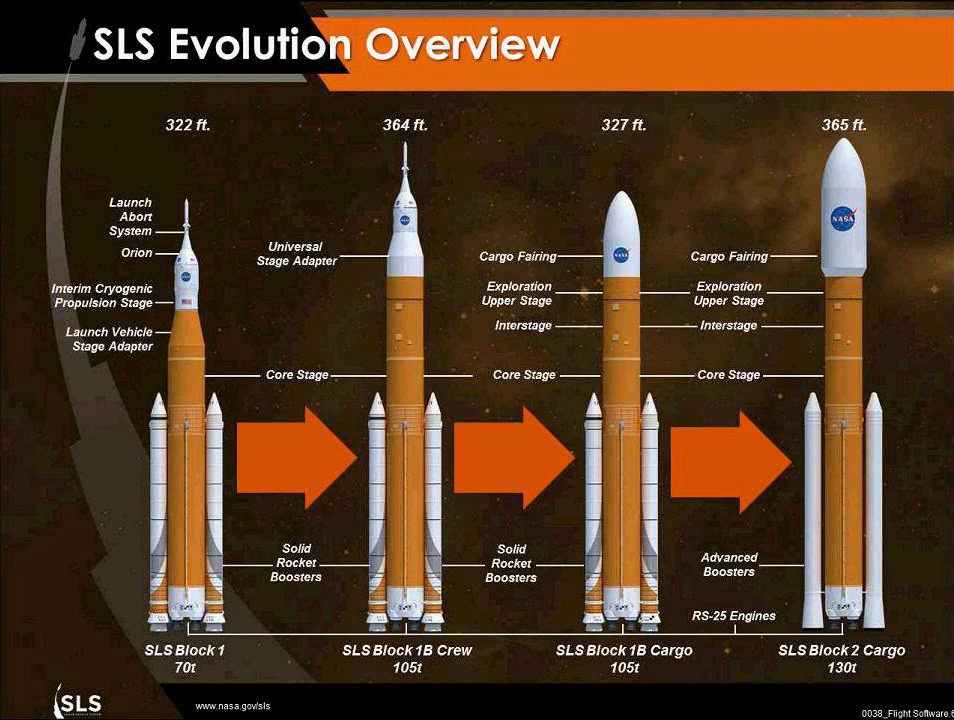 SLS Evolution Overview
322 ft.
364 ft.
327 ft.
365 ft.
Launch
Abort
System
Orion
Interim Cryogenic
Propulsion Stage
Launch Vehicle
Stage Adapter
Universal
Stage Adapter
Cargo Fairing
Exploration
Upper Stage
Interstage
Cargo Fairing
Exploration
Upper Stage
Interstage
Core Stage
Core Stage
Core Stage
NASA
NASA
Solid
Rocket
Boosters
Solid
Rocket
Boosters
Advanced
Boosters
RS-25 Engines
SLS Block 1
70t
SLS Block 1B Crew
105t
SLS Block 1B Cargo
105t
SLS Block 2 Cargo
130t
SLS
www.nasa.gov/sls
0038_Flight Software.6